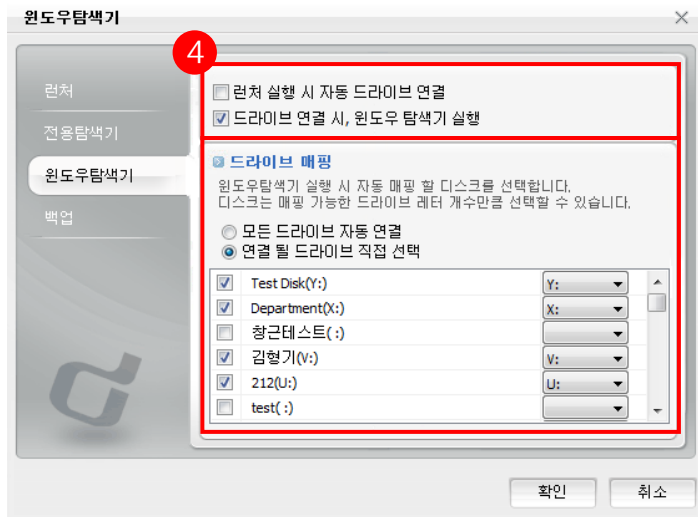 윈도우탐색기
4
런처
전용탐색기
윈도우탐색기
백업
런처 실행 시 자동 드라이브 연결
드라이브 연결 시, 윈도우 탐색기 실행
드라이브 매핑
윈도우탐색기 실행 시 자동 매핑 할 디스크를 선택합니다.
디스크는 매핑 가능한 드라이브 레터 개수만큼 선택할 수 있습니다.
모든 드라이브 자동 연결
연결 될 드라이브 직접 선택
Test Disk(Y:) Y:
Department(X:) X:
창근테스트( :)
김형기(V:) V:
212(U:) U:
test( :)
확인 취소